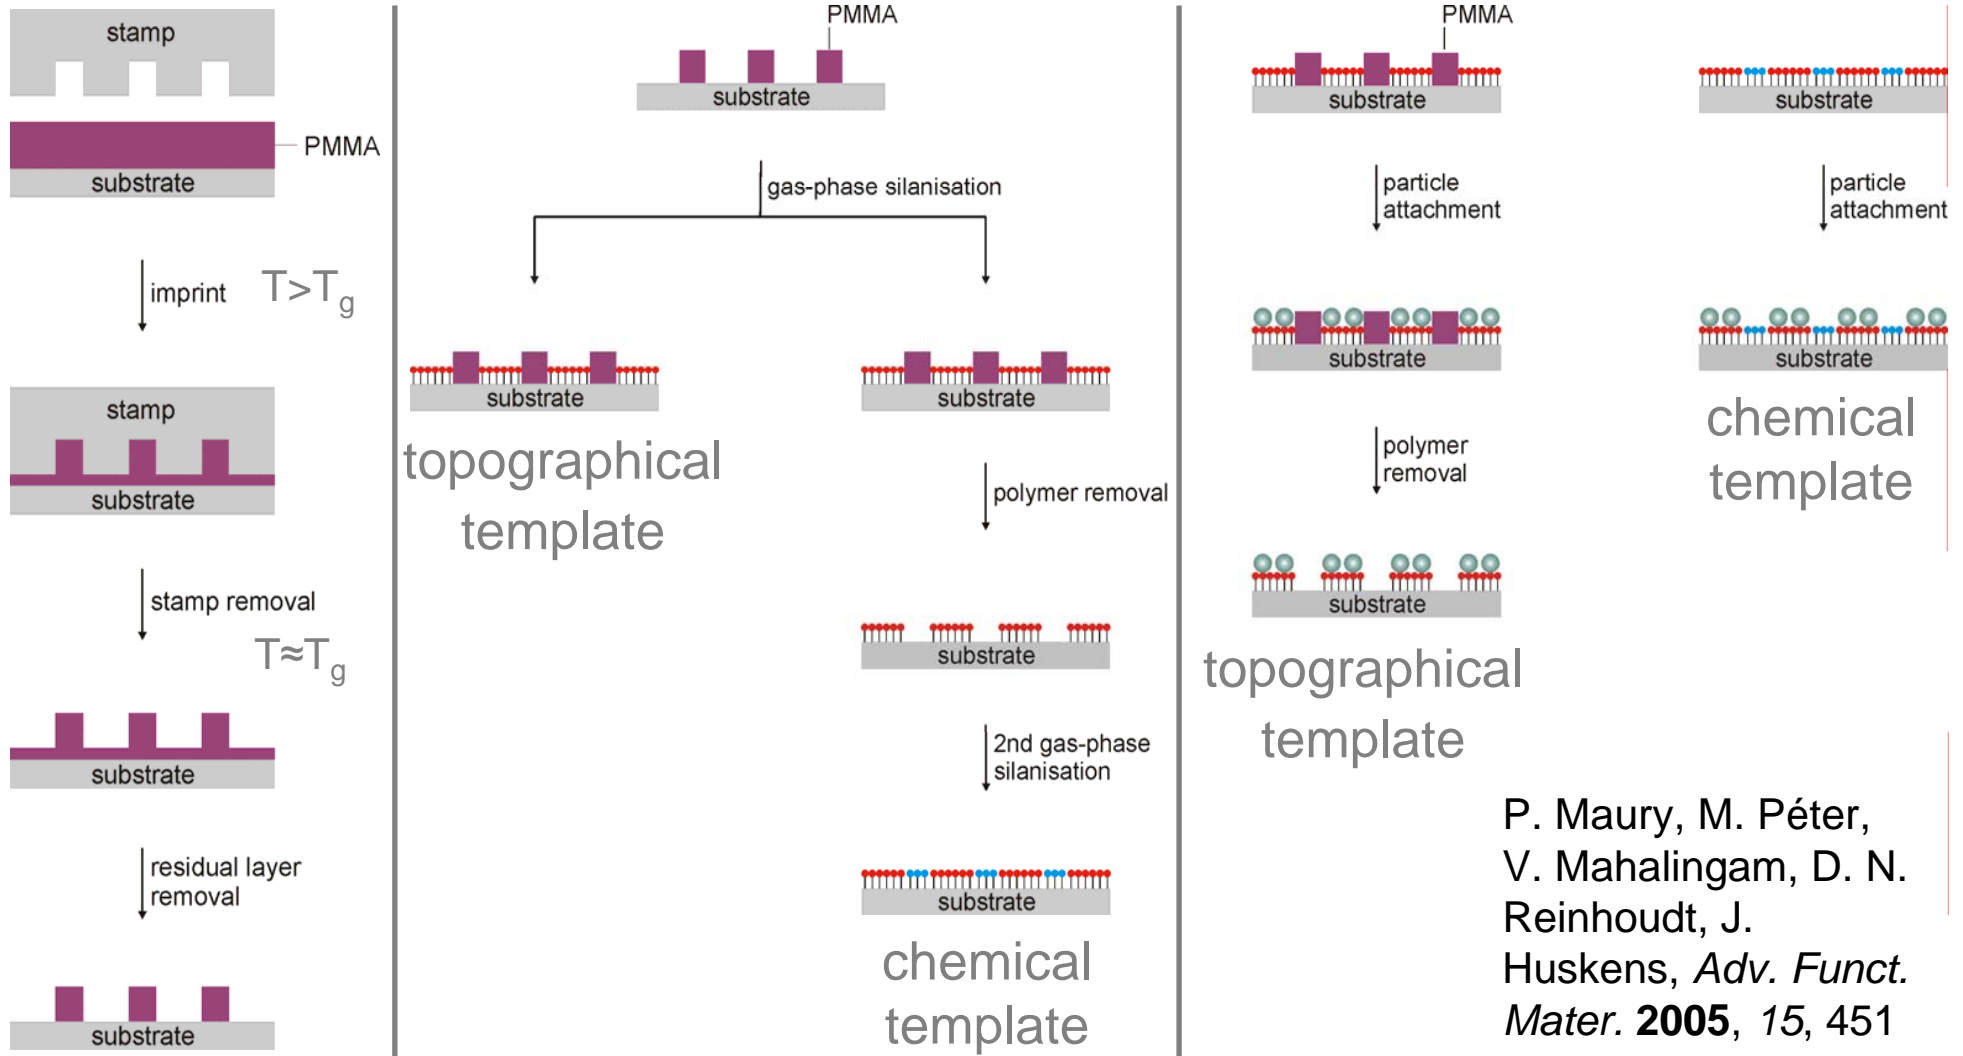 stamp
PMMA
substrate
imprint T>Tg
stamp
substrate
stamp removal
T≈Tg
substrate
residual layer
removal
substrate
PMMA
substrate
gas-phase silanisation
substrate
topographical
template
substrate
polymer removal
substrate
2nd gas-phase
silanisation
substrate
chemical
template
PMMA
substrate
particle
attachment
substrate
polymer
removal
substrate
topographical
template
substrate
particle
attachment
substrate
chemical
template
P. Maury, M. Péter,
V. Mahalingam, D. N.
Reinhoudt, J.
Huskens, Adv. Funct.
Mater. 2005, 15, 451